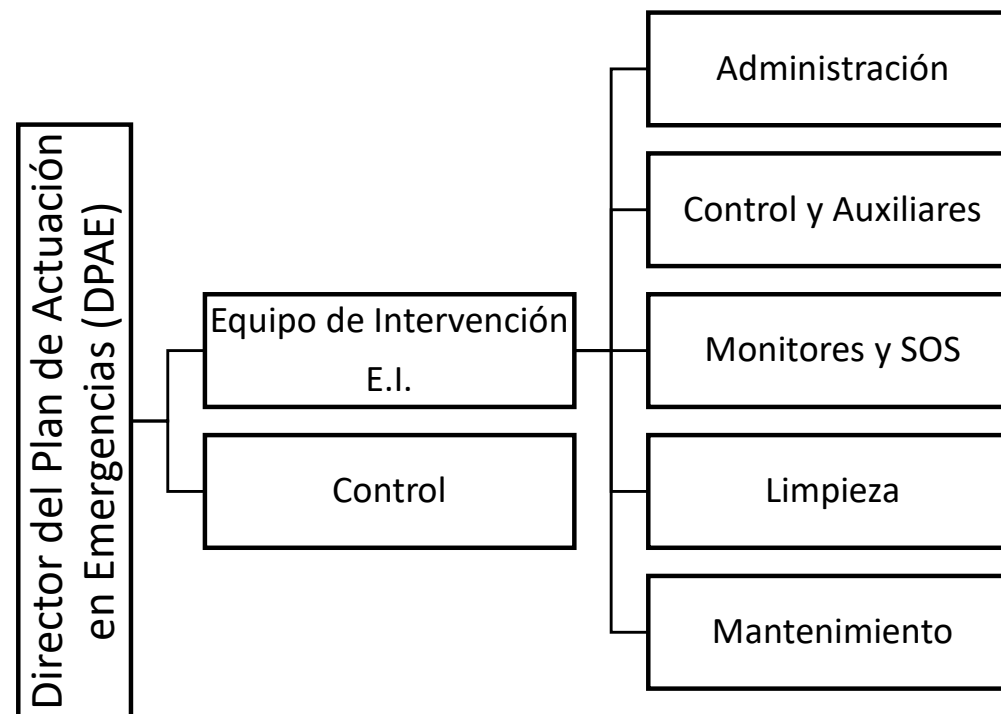 Director del Plan de Actuación
en Emergencias (DPAE)
Equipo de Intervención
E.I.
Control
Administración
Control y Auxiliares
Monitores y SOS
Limpieza
Mantenimiento